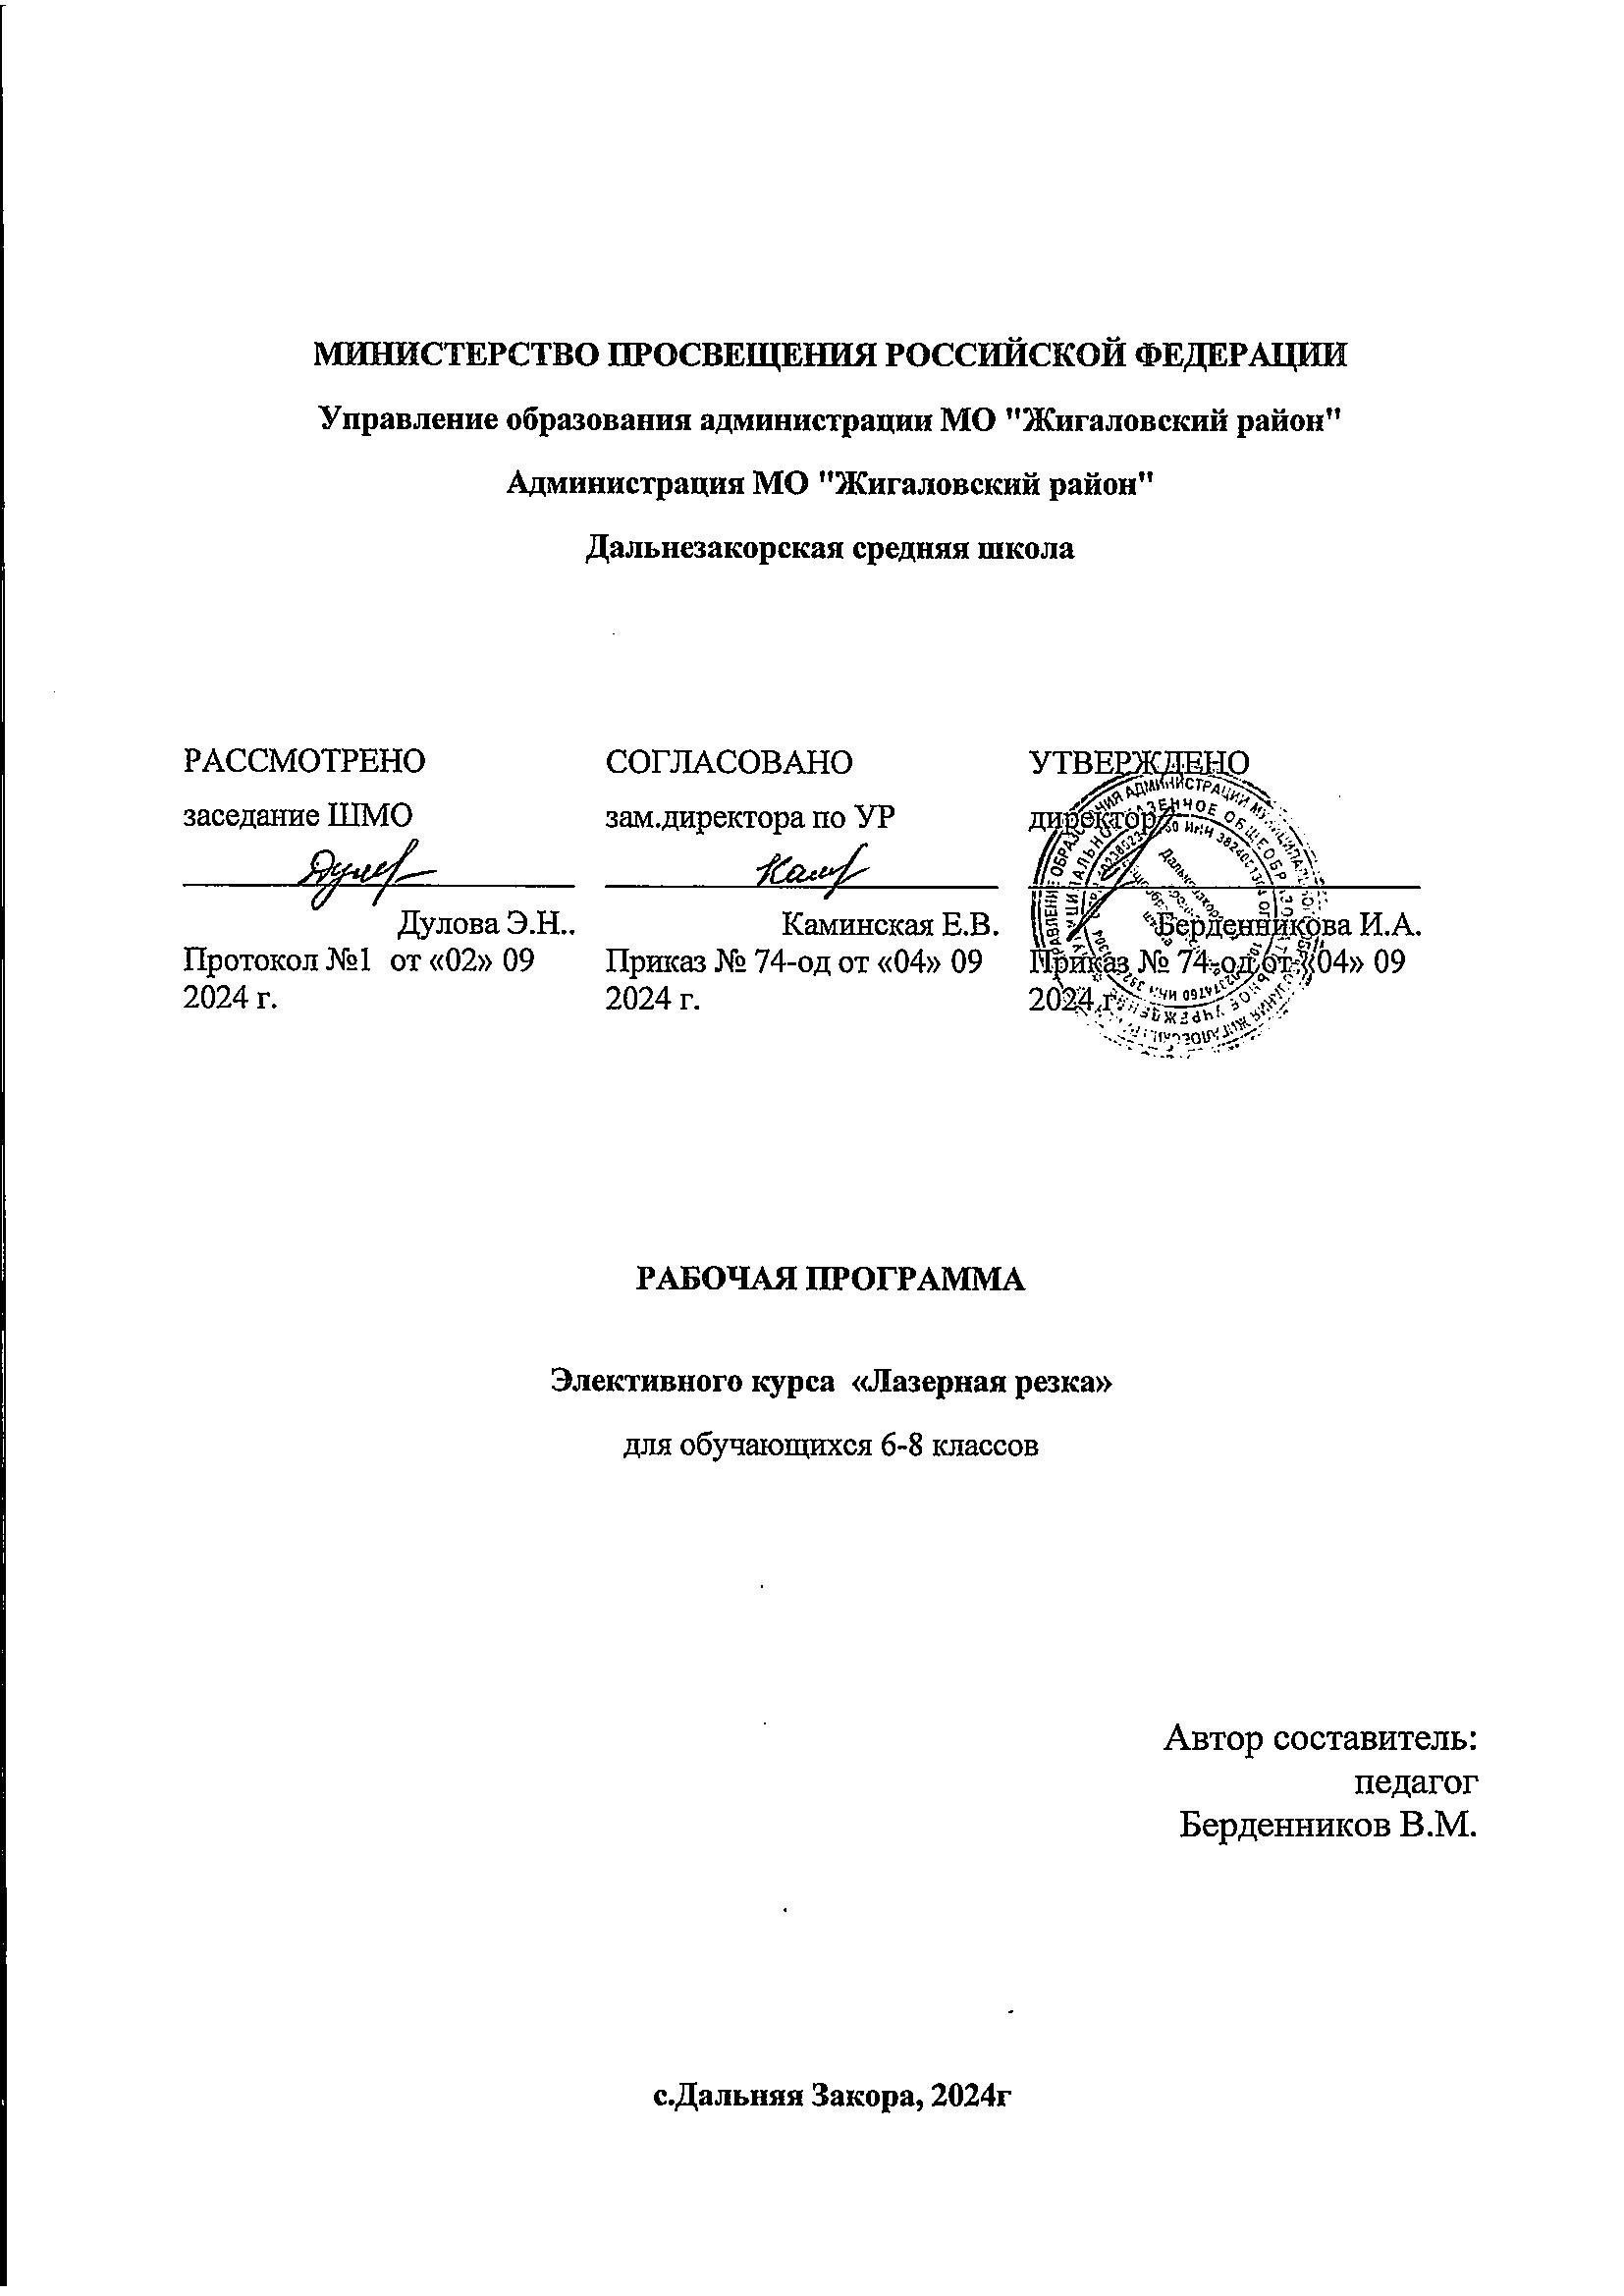 МИНИСТЕРСТВО ПРОСВЕЩЕНИЯ РОССИЙСКОЙ ФЕДЕРАЦИИ
Управление образования администрации МО "Жигаловский район"
Администрация МО "Жигаловский район"
Дальнезакорская средняя школа
РАССМОТРЕНО
заседание ШМО
Дулова Э.Н..
Протокол №1 от «02» 09
2024 г.
СОГЛАСОВАНО
зам.директора по УР
Каминская Е.В.
Приказ № 74-од от «04» 09
2024 г.
УТВЕРЖДЕНО
директор
Берденникова И.А.
Приказ № 74-од от «04» 09
2024 г.
РАБОЧАЯ ПРОГРАММА
Элективного курса «Лазерная резка»
для обучающихся 6-8 классов
Автор составитель:
педагог
Берденников В.М.
с.Дальняя Закора, 2024г